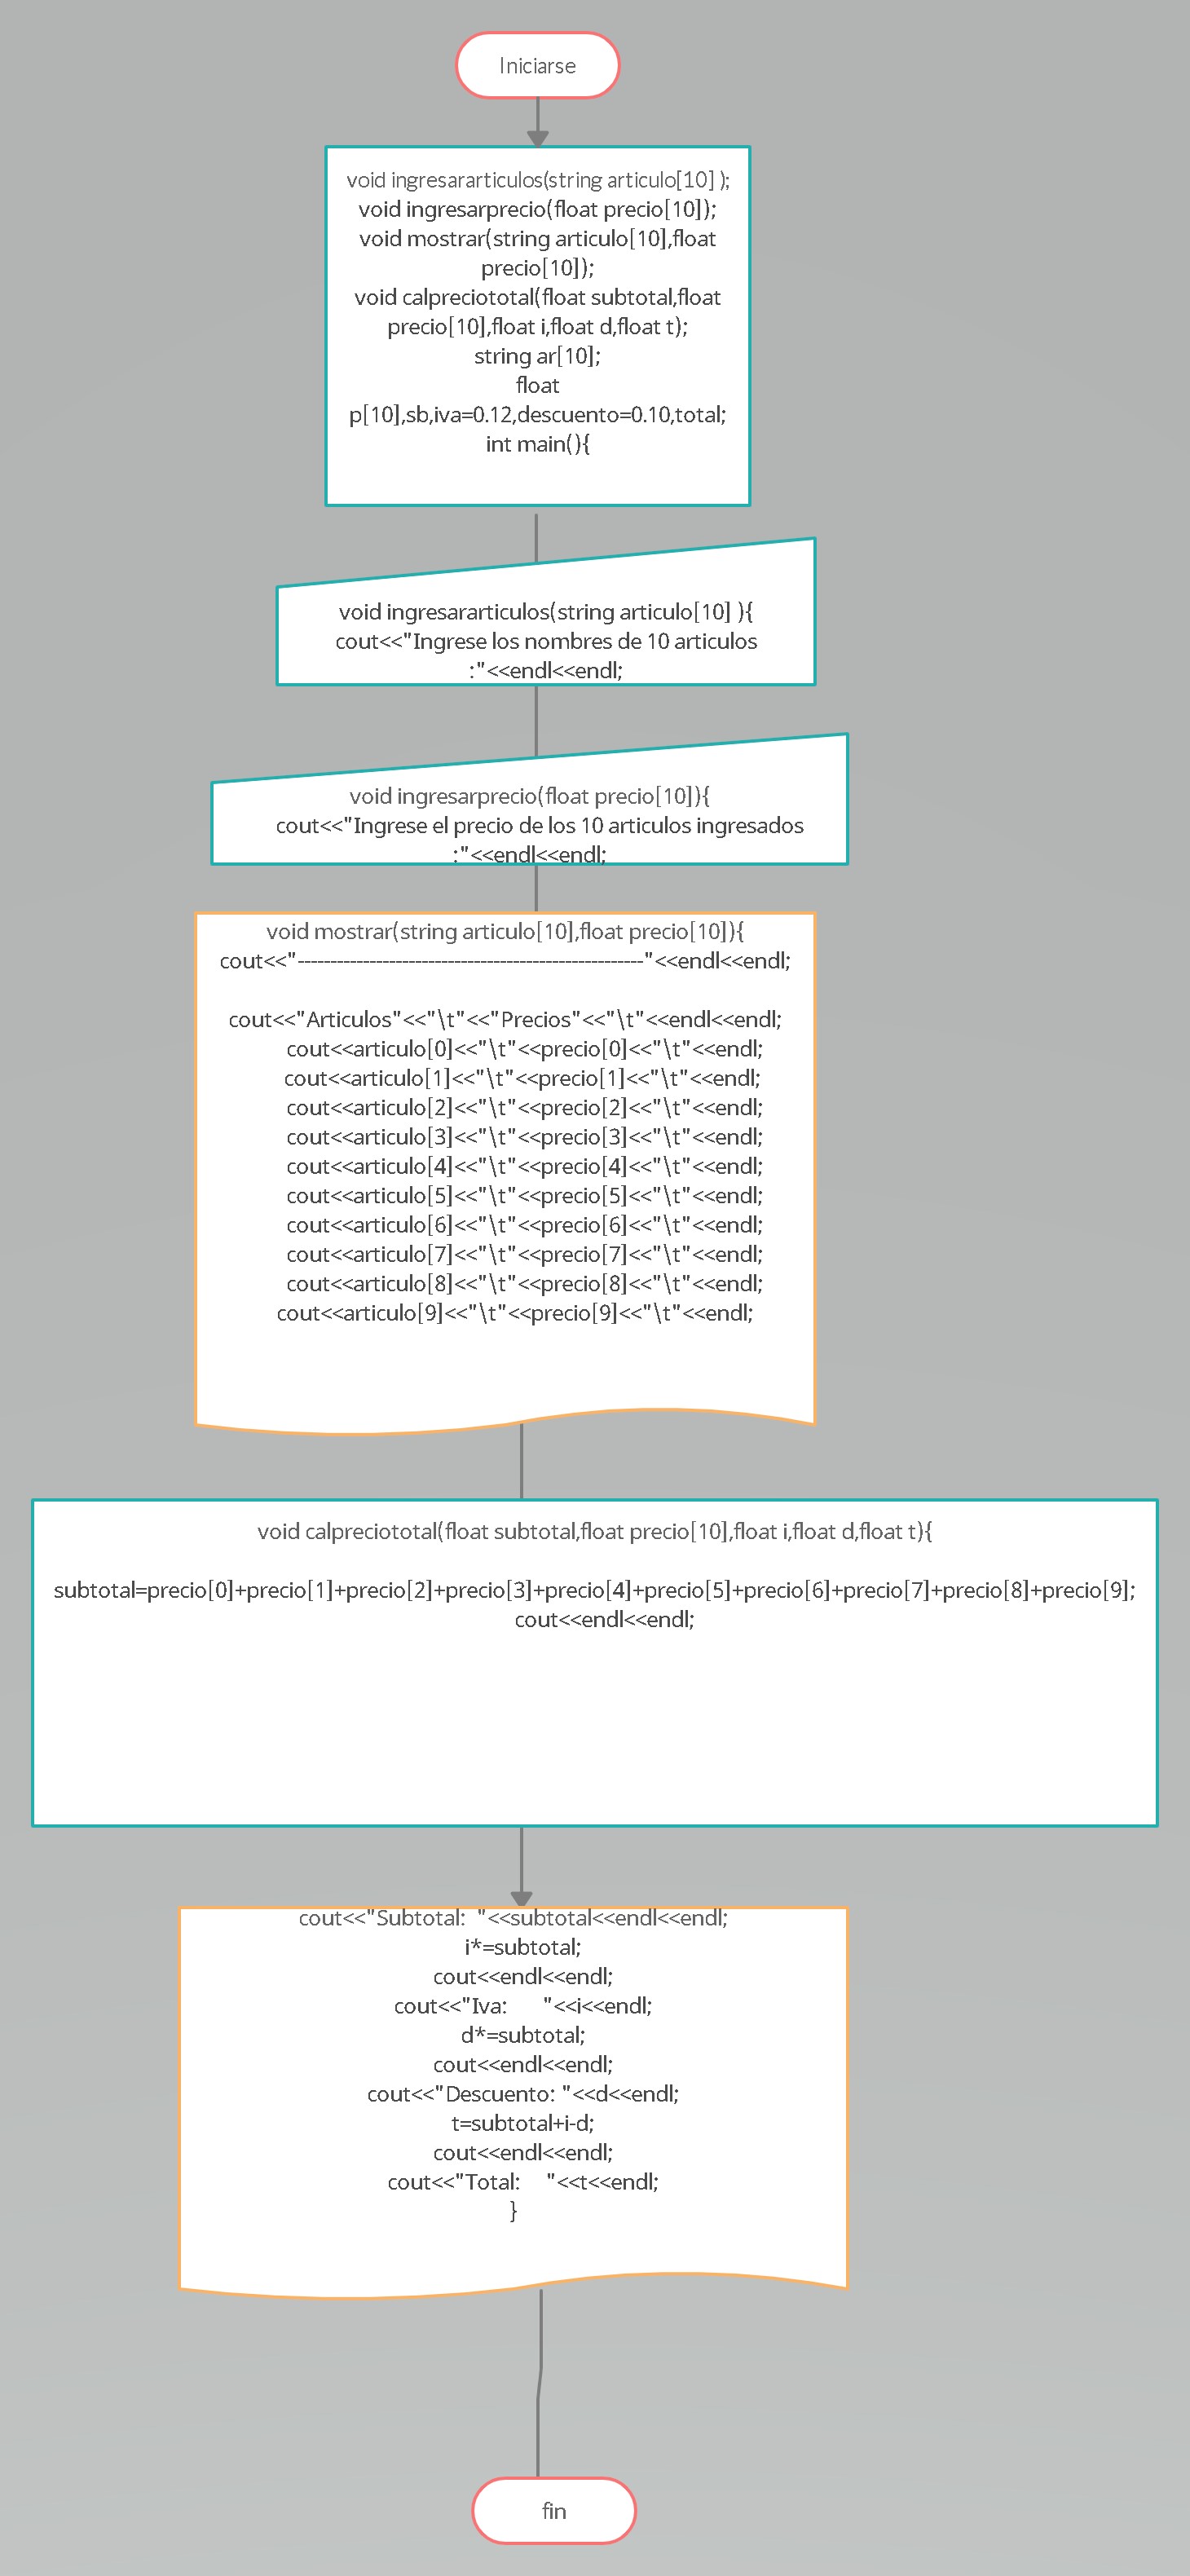 Iniciarse
void ingresararticulos(string articulo[10] );
void ingresarprecio(float precio[10]);
void mostrar(string articulo[10],float
precio[10]);
void calpreciototal(float subtotal,float
precio[10],float i,float d,float t);
string ar[10];
float
p[10],sb,iva=0.12,descuento=0.10,total;
int main(){
void ingresararticulos(string articulo[10] ){
cout<<"Ingrese los nombres de 10 articulos
:"<<endl<<endl;
void ingresarprecio(float precio[10]){
cout<<"Ingrese el precio de los 10 articulos ingresados
:"<<endl<<endl;
void mostrar(string articulo[10],float precio[10]){
cout<<"-----------------------------------------------------"<<endl<<endl;
cout<<"Articulos"<<"\t"<<"Precios"<<"\t"<<endl<<endl;
cout<<articulo[0]<<"\t"<<precio[0]<<"\t"<<endl;
cout<<articulo[1]<<"\t"<<precio[1]<<"\t"<<endl;
cout<<articulo[2]<<"\t"<<precio[2]<<"\t"<<endl;
cout<<articulo[3]<<"\t"<<precio[3]<<"\t"<<endl;
cout<<articulo[4]<<"\t"<<precio[4]<<"\t"<<endl;
cout<<articulo[5]<<"\t"<<precio[5]<<"\t"<<endl;
cout<<articulo[6]<<"\t"<<precio[6]<<"\t"<<endl;
cout<<articulo[7]<<"\t"<<precio[7]<<"\t"<<endl;
cout<<articulo[8]<<"\t"<<precio[8]<<"\t"<<endl;
cout<<articulo[9]<<"\t"<<precio[9]<<"\t"<<endl;
void calpreciototal(float subtotal,float precio[10],float i,float d,float t){
subtotal=precio[0]+precio[1]+precio[2]+precio[3]+precio[4]+precio[5]+precio[6]+precio[7]+precio[8]+precio[9];
cout<<endl<<endl;
cout<<"Subtotal:  "<<subtotal<<endl<<endl;
i*=subtotal;
cout<<endl<<endl;
cout<<"Iva:      "<<i<<endl;
d*=subtotal;
cout<<endl<<endl;
cout<<"Descuento: "<<d<<endl;
t=subtotal+i-d;
cout<<endl<<endl;
cout<<"Total:    "<<t<<endl;
}
fin